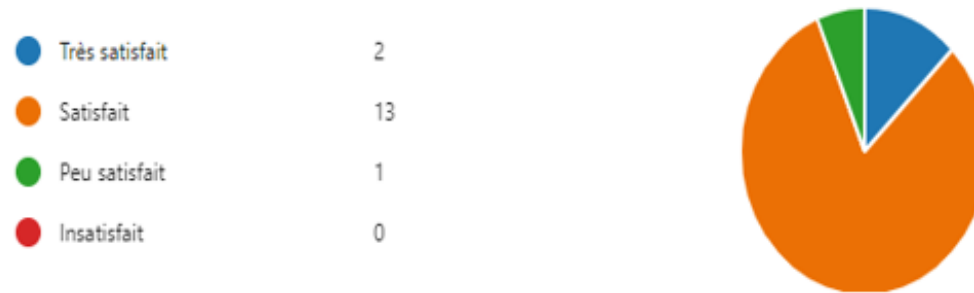 Très satisfait 2
Satisfait 13
Peu satisfait 1
Insatisfait 0